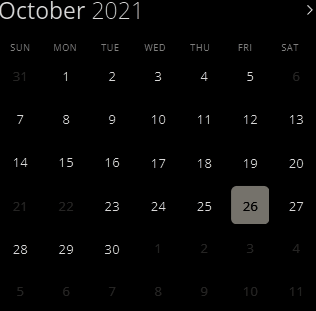 October 2021
SUN MON TUE WED THU FRI SAT
31 1 2 3 4 5 6
7 8 9 10 11 12 13
14 15 16 17 18 19 20
21 22 23 24 25 26 27
28 29 30 1 2 3 4
5 6 7 8 9 10 11